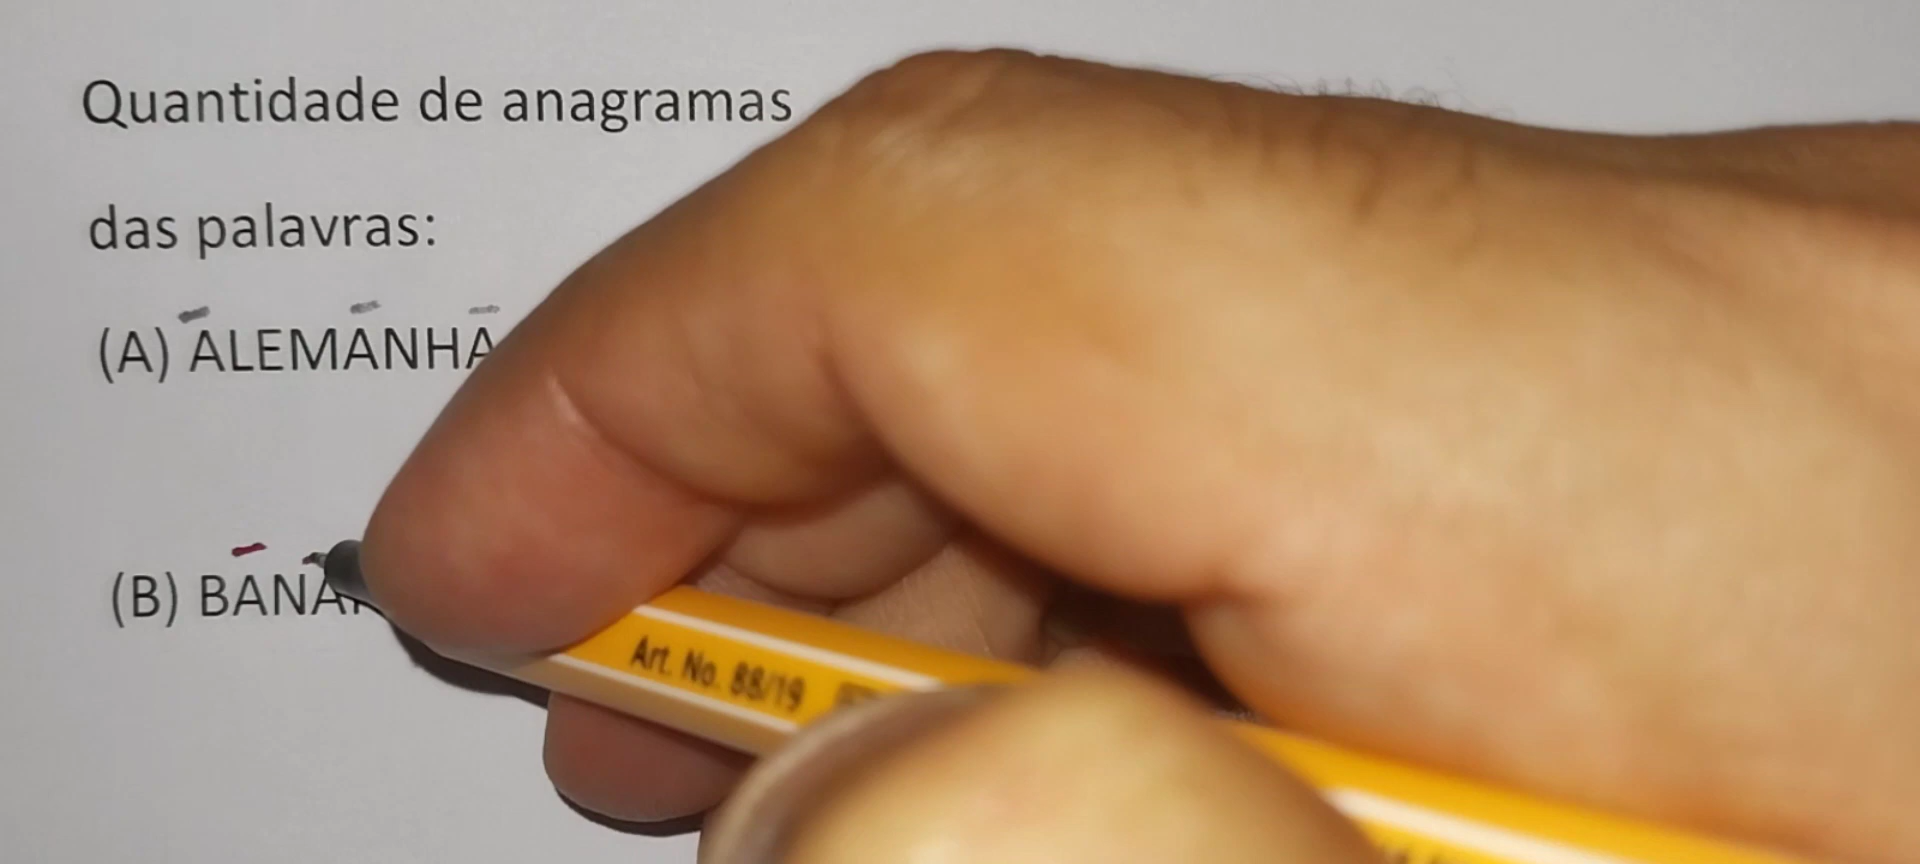 Quantidade de anagramas
das palavras:
(A) ALEMANHA
(B) BANA
Art. No. 88/19